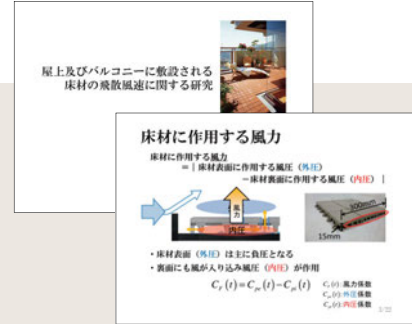 屋上及びバルコニーに敷設される
床材の飛散風速に関する研究
床材に作用する風力
床材に作用する風力
＝｜床材表面に作用する風圧（外圧）
－床材裏面に作用する風圧（内圧）｜
風力
内圧
300mm
15mm
・床材表面（外圧）は主に負圧となる
・裏面にも風が入り込み風圧（内圧）が作用
C_F(t) = C_pe(t) − C_pi(t)
C_F(t): 風力係数
C_pe(t): 外圧係数
C_pi(t): 内圧係数